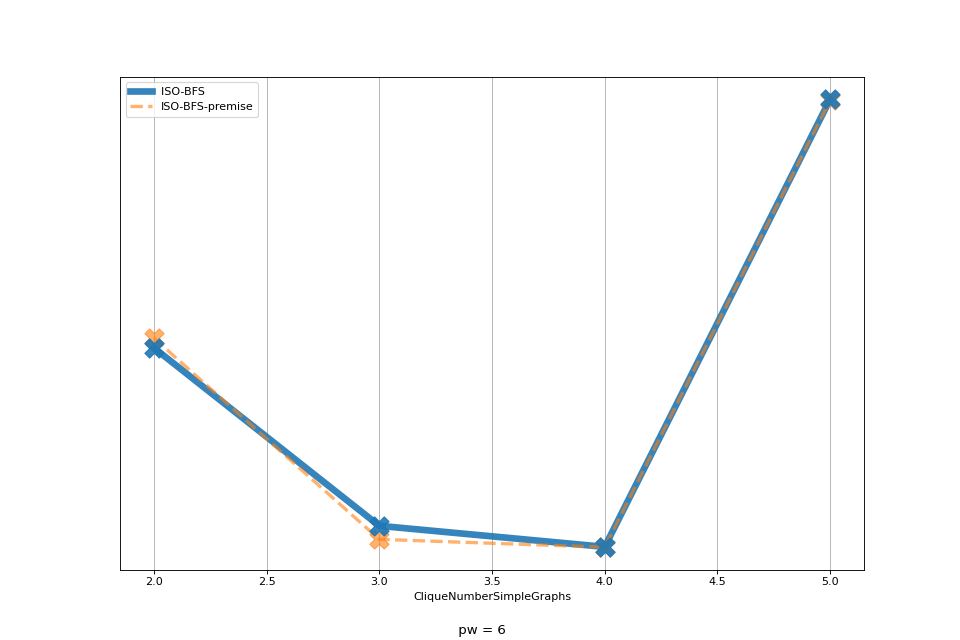 ISO-BFS
ISO-BFS-premise
2.0 2.5 3.0 3.5 4.0 4.5 5.0
CliqueNumberSimpleGraphs
pw = 6